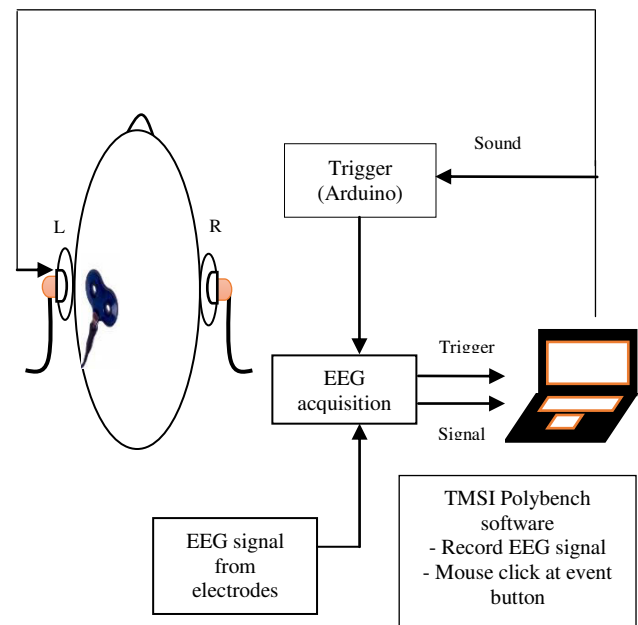 Sound
Trigger
(Arduino)
L
R
Trigger
EEG
acquisition
Signal
EEG signal
from
electrodes
TMSI Polybench
software
- Record EEG signal
- Mouse click at event
button